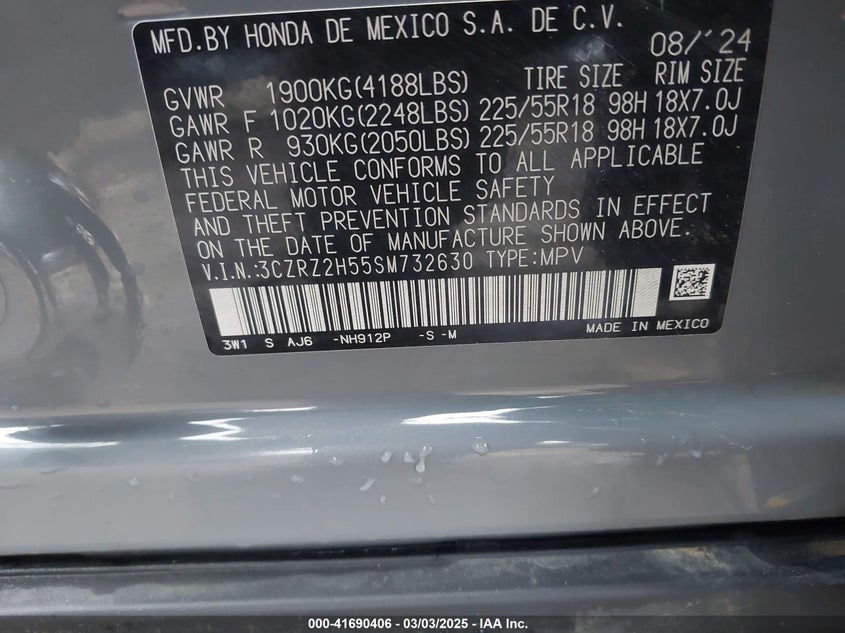 MFD.BY HONDA DE MEXICO S.A. DE C.V. 08/'24
GVWR 1900KG(4188LBS) TIRE SIZE RIM SIZE
GAWR F 1020KG(2248LBS) 225/55R18 98H 18X7.0J
GAWR R 930KG(2050LBS) 225/55R18 98H 18X7.0J
THIS VEHICLE CONFORMS TO ALL APPLICABLE
FEDERAL MOTOR VEHICLE SAFETY
AND THEFT PREVENTION STANDARDS IN EFFECT
ON THE DATE OF MANUFACTURE SHOWN ABOVE.
V.I.N.:3CZRZ2H55SM732630 TYPE:MPV
3W1 S AJ6 -NH912P -S -M MADE IN MEXICO
000-41690406 — 03/03/2025 — IAA Inc.